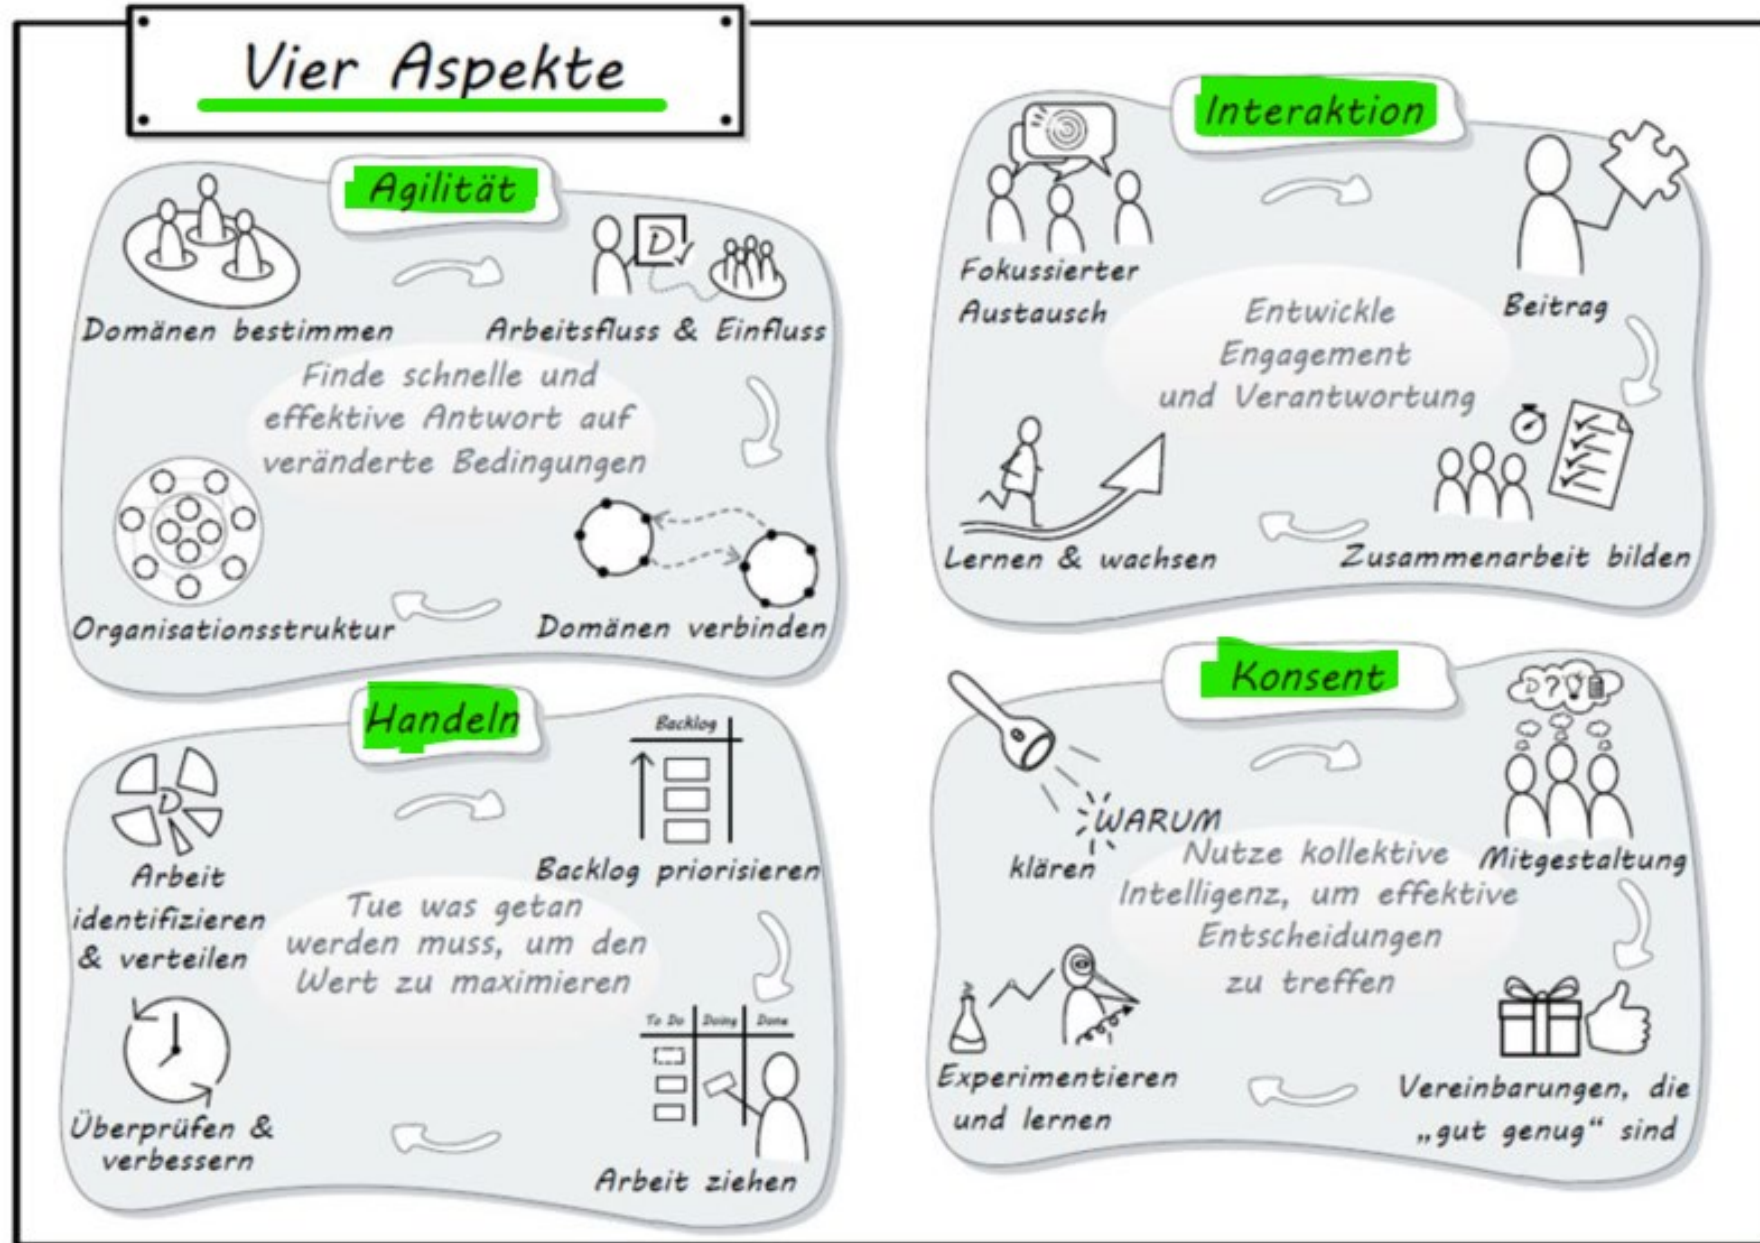 Vier Aspekte
Agilität
Domänen bestimmen
D
Arbeitsfluss & Einfluss
Finde schnelle und
effektive Antwort auf
veränderte Bedingungen
Organisationsstruktur
Domänen verbinden
Interaktion
Fokussierter
Austausch
Beitrag
Entwickle
Engagement
und Verantwortung
Lernen & wachsen
Zusammenarbeit bilden
Handeln
D
Arbeit
identifizieren
& verteilen
Backlog
Backlog priorisieren
Tue was getan
werden muss, um den
Wert zu maximieren
Überprüfen &
verbessern
To Do Doing Done
Arbeit ziehen
Konsent
WARUM
klären
D?
Mitgestaltung
Nutze kollektive
Intelligenz, um effektive
Entscheidungen
zu treffen
Experimentieren
und lernen
Vereinbarungen, die
„gut genug“ sind